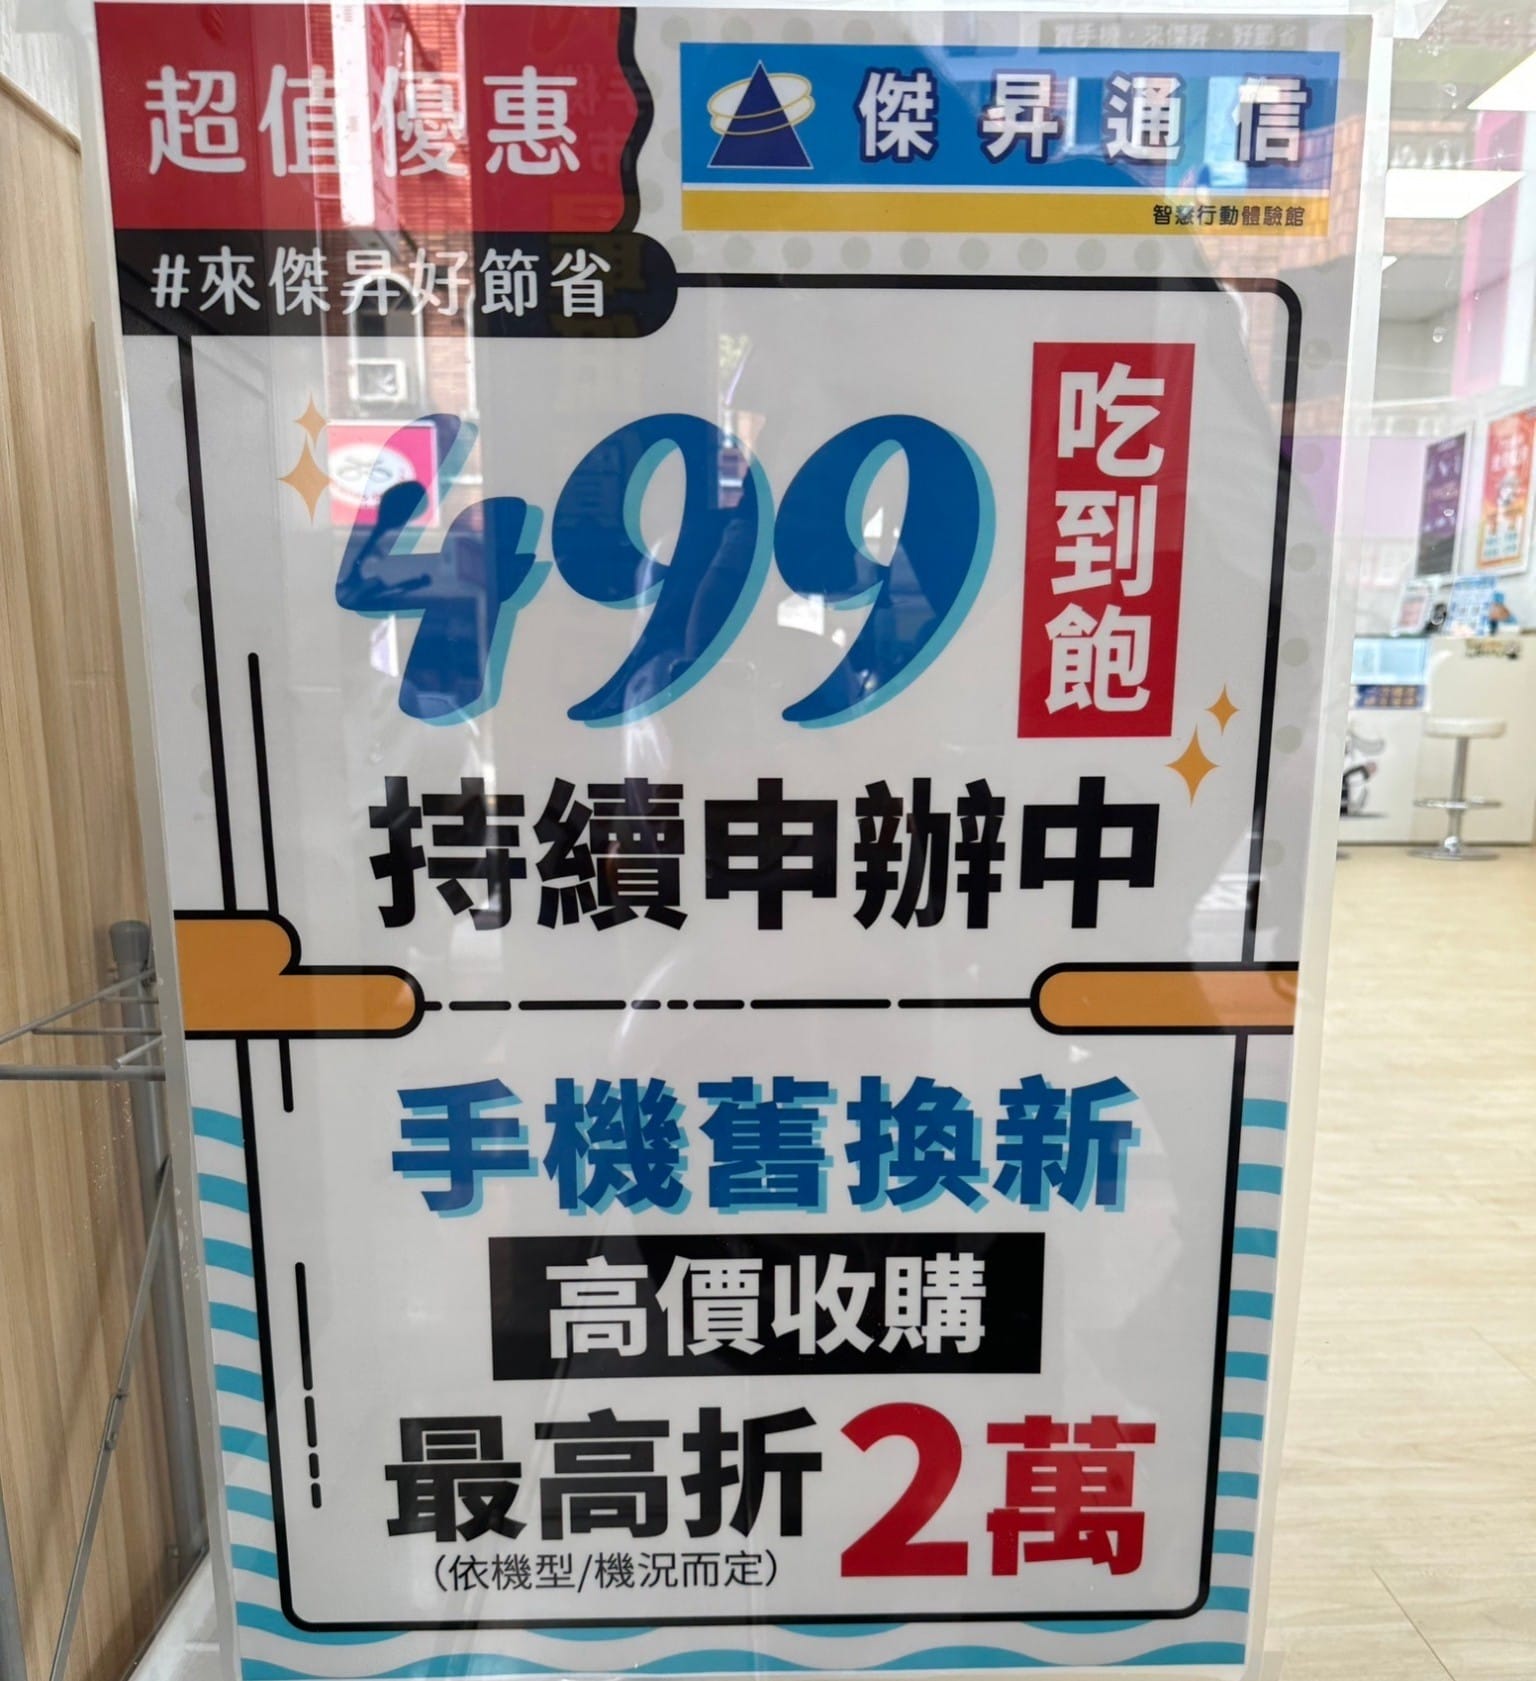 超值優惠
傑昇通信
智慧行動體驗館
#來傑昇好節省
499
吃到飽
持續申辦中
手機舊換新
高價收購
最高折2萬
(依機型/機況而定)